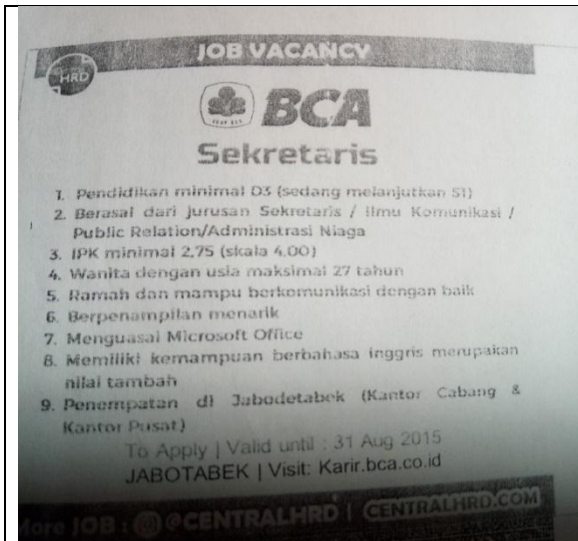 JOB VACANCY
HRD
BCA
Sekretaris
1. Pendidikan minimal D3 (sedang melanjutkan S1)
2. Berasal dari jurusan Sekretaris / Ilmu Komunikasi /
Public Relation/Administrasi Niaga
3. IPK minimal 2,75 (skala 4,00)
4. Wanita dengan usia maksimal 27 tahun
5. Ramah dan mampu berkomunikasi dengan baik
6. Berpenampilan menarik
7. Menguasai Microsoft Office
8. Memiliki kemampuan berbahasa inggris merupakan
nilai tambah
9. Penempatan di Jabodetabek (Kantor Cabang &
Kantor Pusat)
To Apply | Valid until : 31 Aug 2015
JABOTABEK | Visit: Karir.bca.co.id
More JOB : @CENTRALHRD | CENTRALHRD.COM